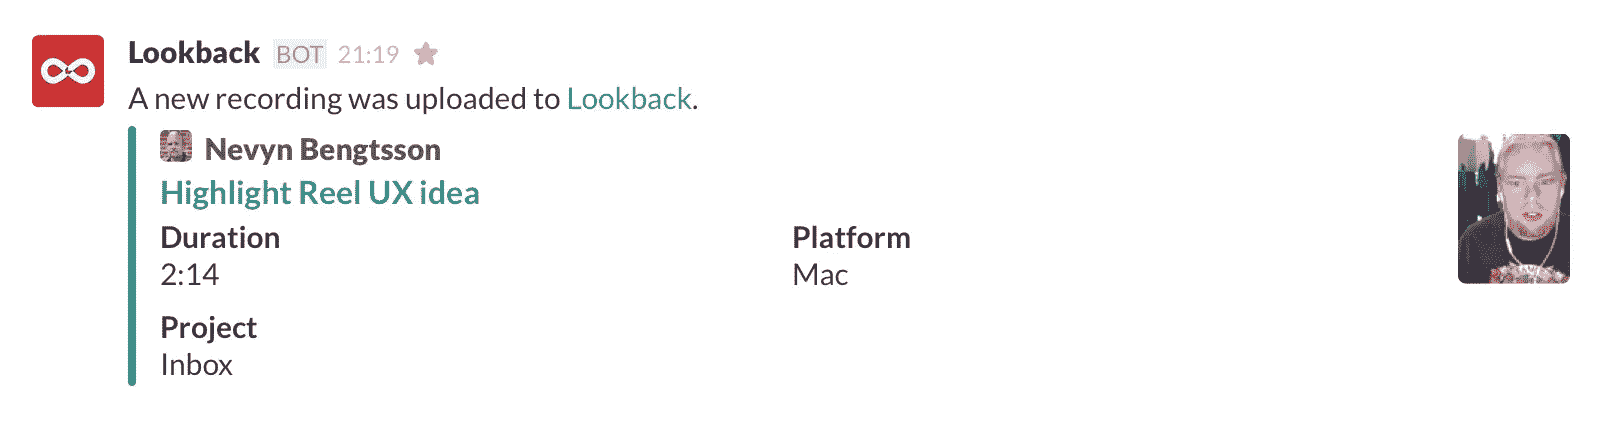 Lookback BOT 21:19
A new recording was uploaded to Lookback.
Nevyn Bengtsson
Highlight Reel UX idea
Duration Platform
2:14 Mac
Project
Inbox